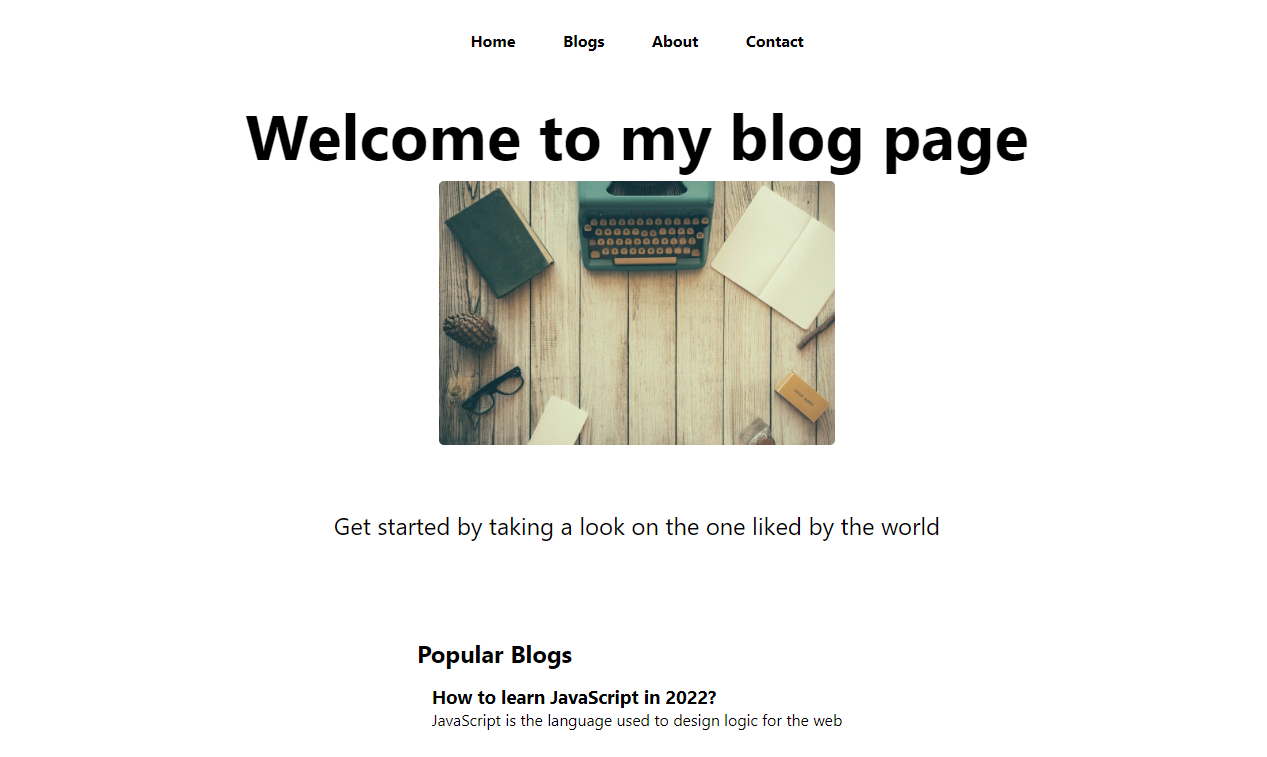 Home Blogs About Contact
Welcome to my blog page
Get started by taking a look on the one liked by the world
Popular Blogs
How to learn JavaScript in 2022?
JavaScript is the language used to design logic for the web